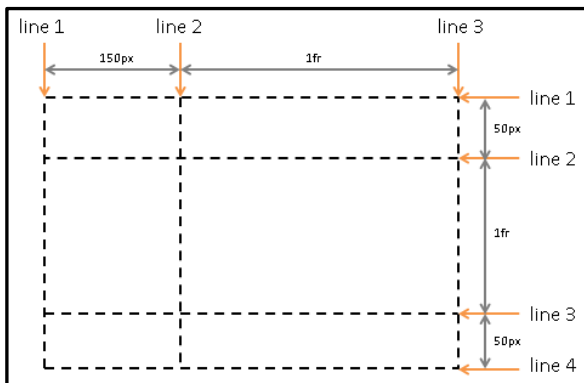 line 1 line 2 line 3
150px 1fr
line 1
50px
line 2
1fr
line 3
50px
line 4